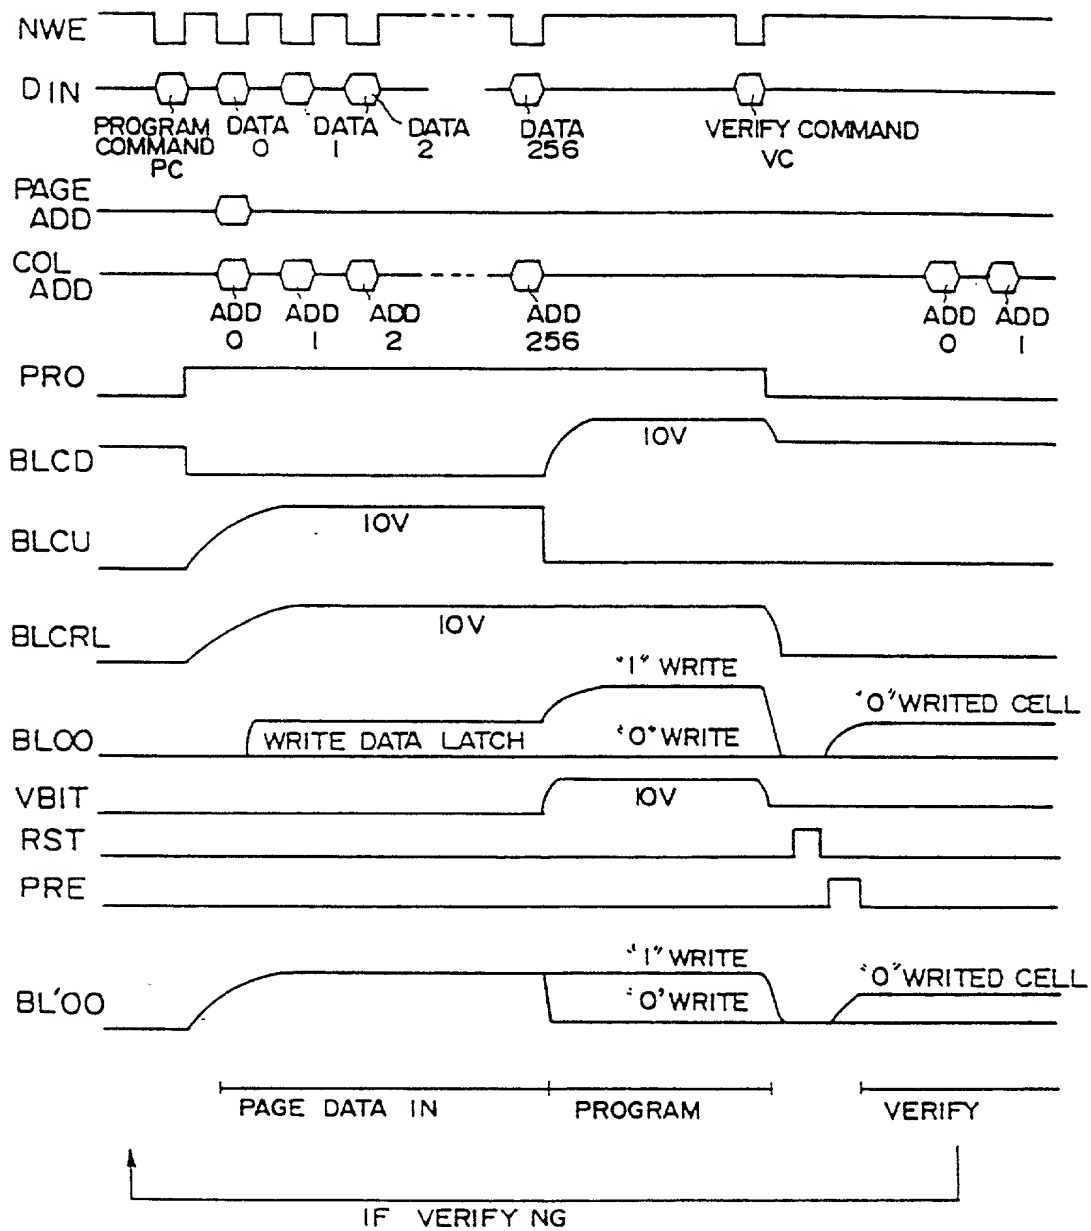 NWE
DIN
PROGRAM COMMAND PC
DATA 0
DATA 1
DATA 2
DATA 256
VERIFY COMMAND VC
PAGE ADD
COL ADD
ADD 0
ADD 1
ADD 2
ADD 256
ADD 0
ADD 1
PRO
BLCD
10V
BLCU
10V
BLCRL
10V
"1" WRITE
BL00
WRITE DATA LATCH
"0" WRITE
"0" WRITED CELL
VBIT
10V
RST
PRE
BL'00
"1" WRITE
"0' WRITE
"0" WRITED CELL
PAGE DATA IN
PROGRAM
VERIFY
IF VERIFY NG